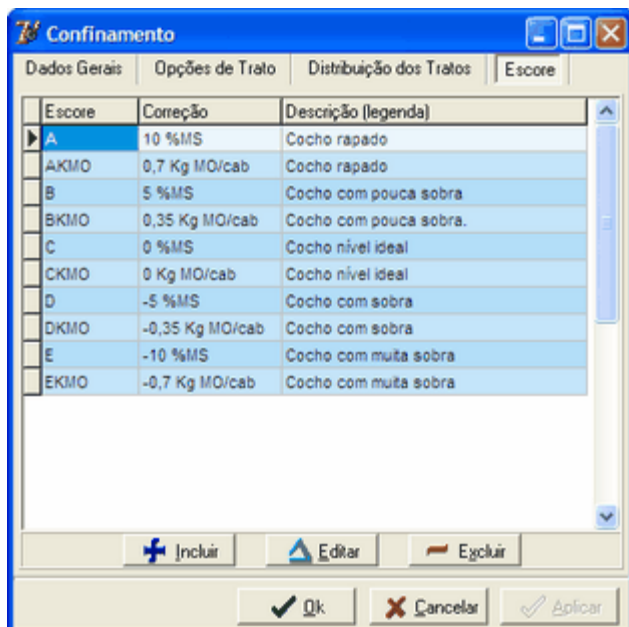 Confinamento
Dados Gerais Opções de Trato Distribuição dos Tratos Escore
Escore Correção Descrição (legenda)
A 10 %MS Cocho rapado
AKMO 0,7 Kg MO/cab Cocho rapado
B 5 %MS Cocho com pouca sobra
BKMO 0,35 Kg MO/cab Cocho com pouca sobra.
C 0 %MS Cocho nível ideal
CKMO 0 Kg MO/cab Cocho nível ideal
D -5 %MS Cocho com sobra
DKMO -0,35 Kg MO/cab Cocho com sobra
E -10 %MS Cocho com muita sobra
EKMO -0,7 Kg MO/cab Cocho com muita sobra
Incluir Editar Excluir
Ok Cancelar Aplicar